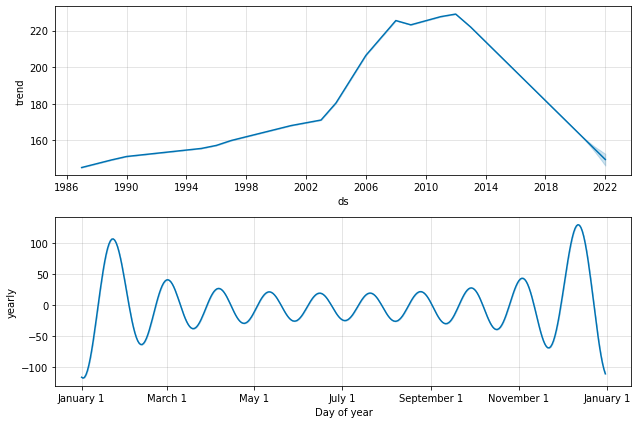 trend
220
200
180
160
1986 1990 1994 1998 2002 2006 2010 2014 2018 2022
ds
yearly
100
50
0
−50
−100
January 1 March 1 May 1 July 1 September 1 November 1 January 1
Day of year